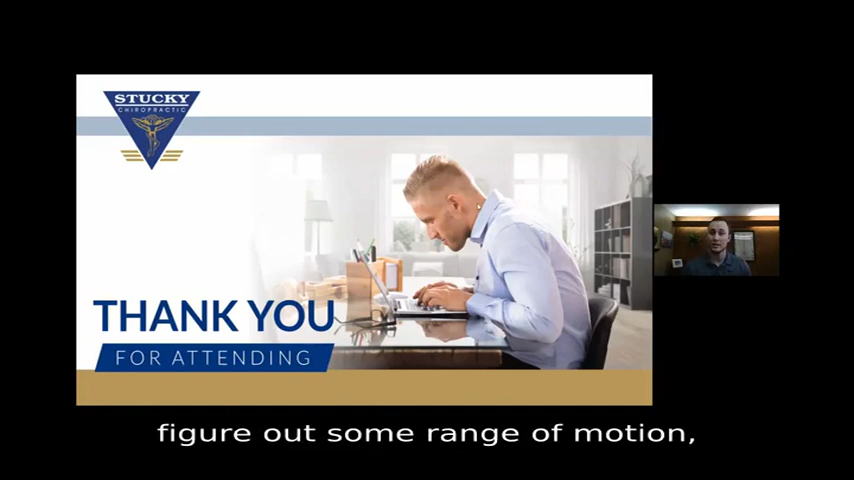 STUCKY
CHIROPRACTIC
THANK YOU
FOR ATTENDING
figure out some range of motion,